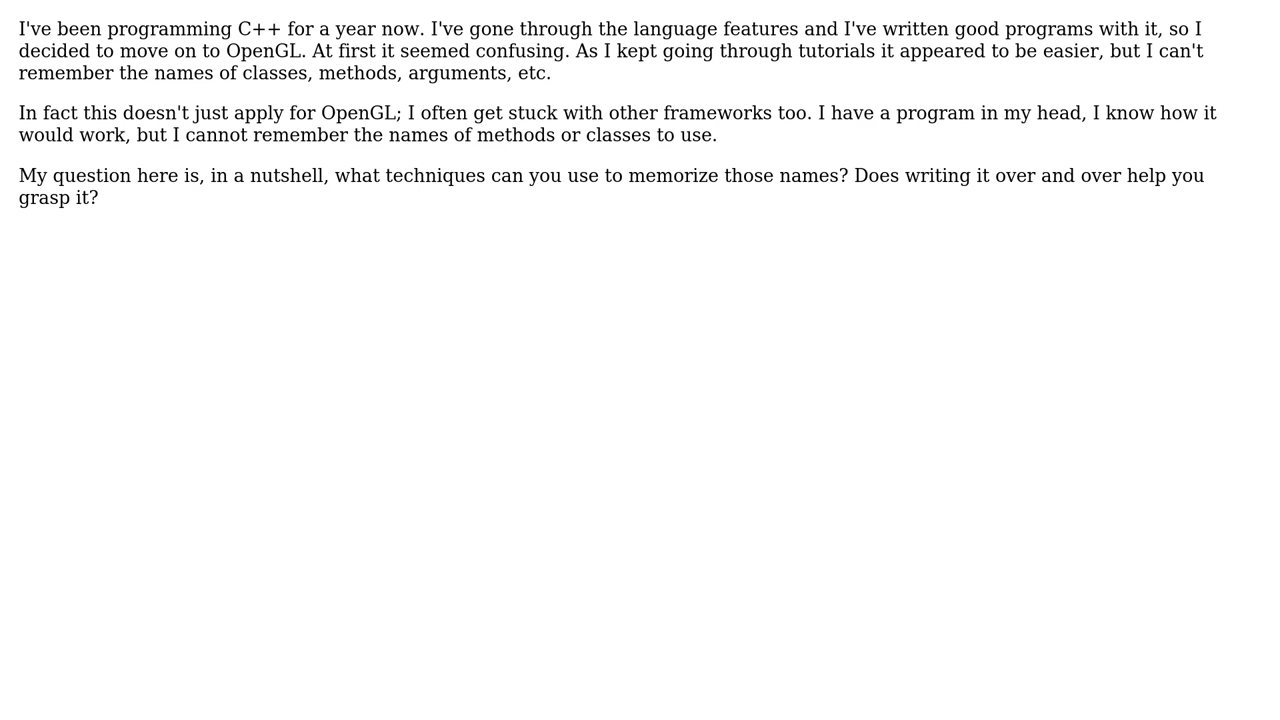 I've been programming C++ for a year now. I've gone through the language features and I've written good programs with it, so I
decided to move on to OpenGL. At first it seemed confusing. As I kept going through tutorials it appeared to be easier, but I can't
remember the names of classes, methods, arguments, etc.
In fact this doesn't just apply for OpenGL; I often get stuck with other frameworks too. I have a program in my head, I know how it
would work, but I cannot remember the names of methods or classes to use.
My question here is, in a nutshell, what techniques can you use to memorize those names? Does writing it over and over help you
grasp it?